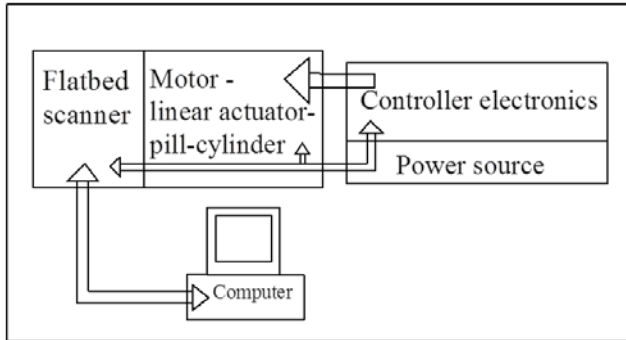 Flatbed
scanner
Motor -
linear actuator-
pill-cylinder
Controller electronics
Power source
Computer